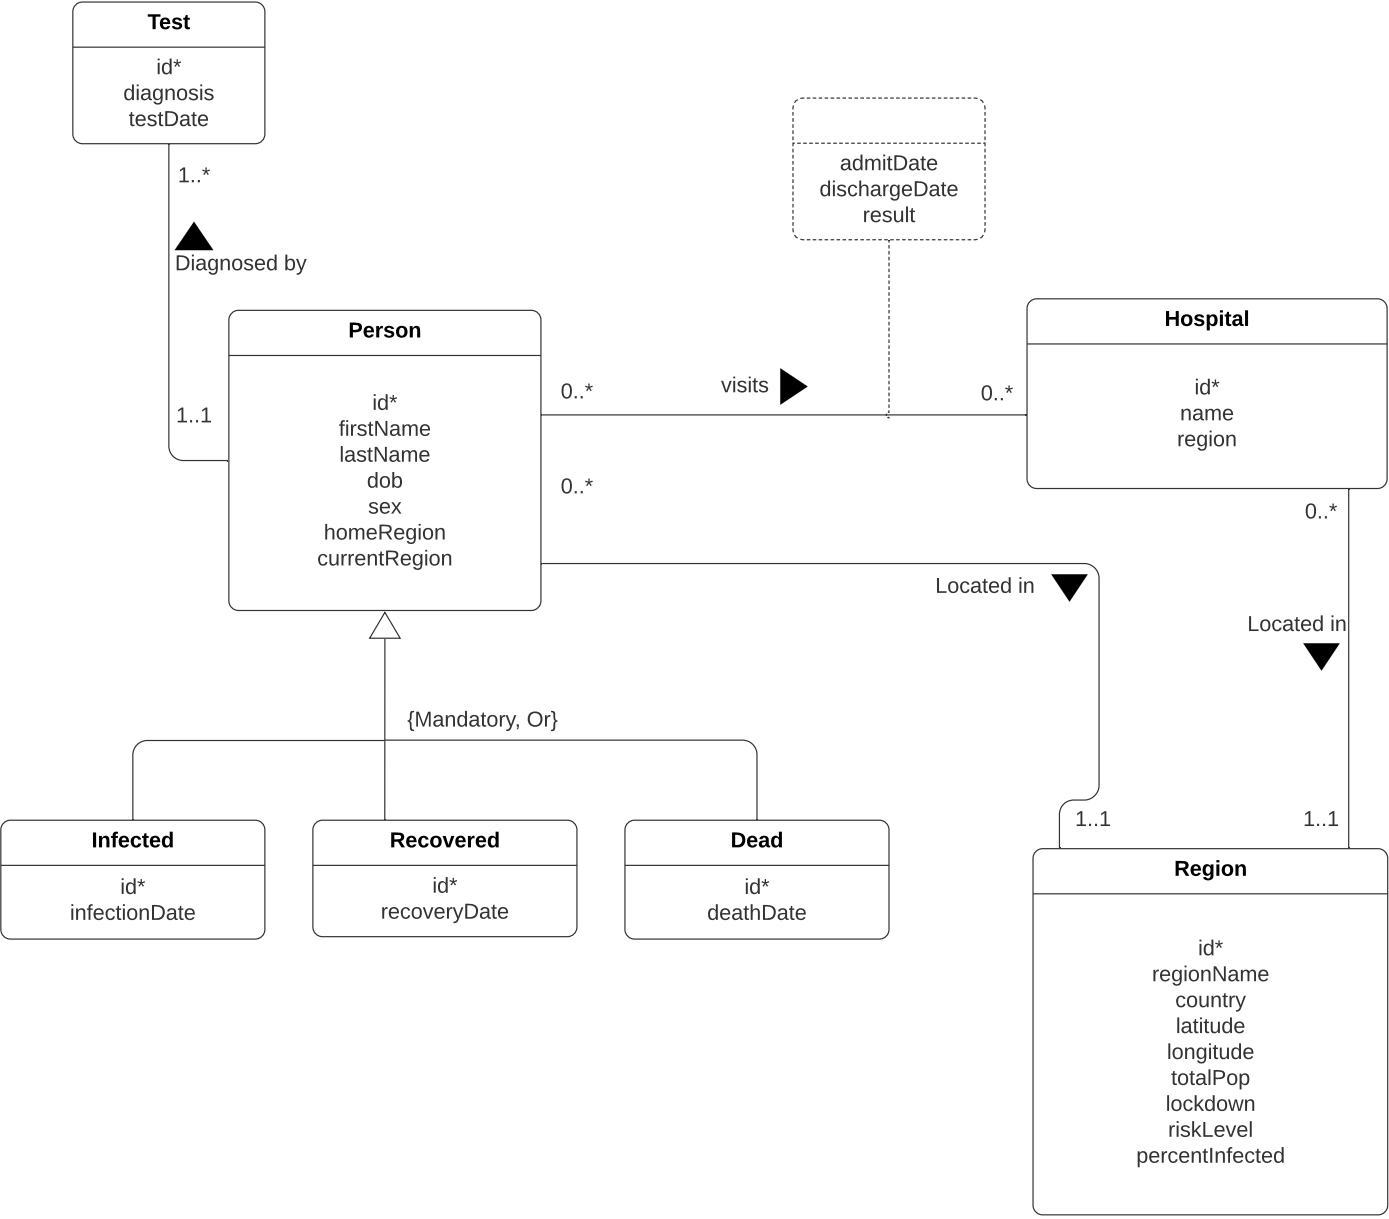 Test
id*
diagnosis
testDate
1..*
Diagnosed by
1..1
admitDate
dischargeDate
result
Person
id*
firstName
lastName
dob
sex
homeRegion
currentRegion
0..*
visits
0..*
Hospital
id*
name
region
0..*
0..*
Located in
Located in
{Mandatory, Or}
1..1
1..1
Infected
id*
infectionDate
Recovered
id*
recoveryDate
Dead
id*
deathDate
Region
id*
regionName
country
latitude
longitude
totalPop
lockdown
riskLevel
percentInfected